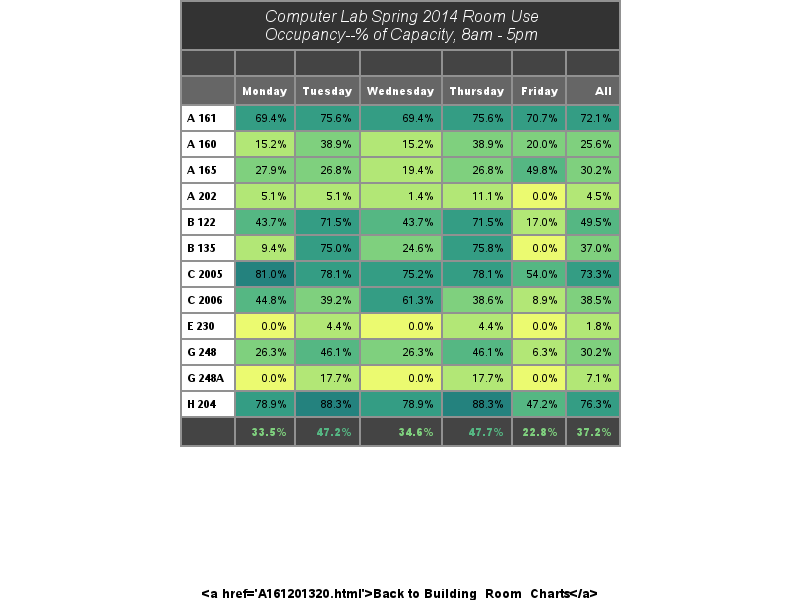 Computer Lab Spring 2014 Room Use
Occupancy--% of Capacity, 8am - 5pm
Monday Tuesday Wednesday Thursday Friday All
A 161 69.4% 75.6% 69.4% 75.6% 70.7% 72.1%
A 160 15.2% 38.9% 15.2% 38.9% 20.0% 25.6%
A 165 27.9% 26.8% 19.4% 26.8% 49.8% 30.2%
A 202 5.1% 5.1% 1.4% 11.1% 0.0% 4.5%
B 122 43.7% 71.5% 43.7% 71.5% 17.0% 49.5%
B 135 9.4% 75.0% 24.6% 75.8% 0.0% 37.0%
C 2005 81.0% 78.1% 75.2% 78.1% 54.0% 73.3%
C 2006 44.8% 39.2% 61.3% 38.6% 8.9% 38.5%
E 230 0.0% 4.4% 0.0% 4.4% 0.0% 1.8%
G 248 26.3% 46.1% 26.3% 46.1% 6.3% 30.2%
G 248A 0.0% 17.7% 0.0% 17.7% 0.0% 7.1%
H 204 78.9% 88.3% 78.9% 88.3% 47.2% 76.3%
33.5% 47.2% 34.6% 47.7% 22.8% 37.2%
<a href='A161201320.html'>Back to Building_Room_Charts</a>